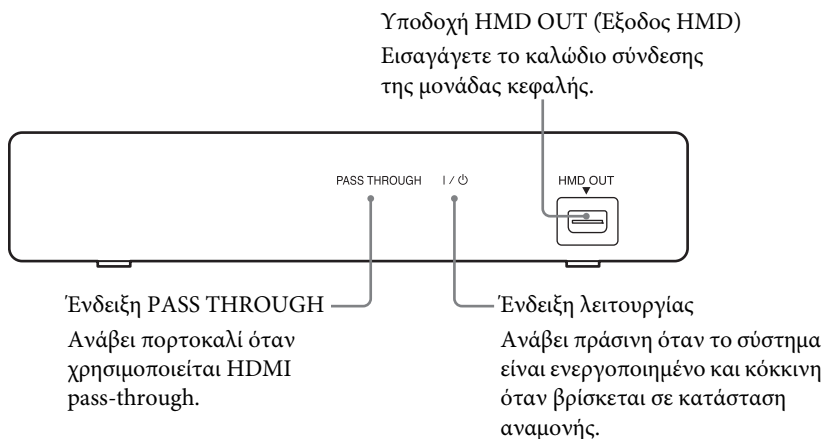 Υποδοχή HMD OUT (Έξοδος HMD)
Εισαγάγετε το καλώδιο σύνδεσης
της μονάδας κεφαλής.
PASS THROUGH I / ⏻ HMD OUT
Ένδειξη PASS THROUGH
Ανάβει πορτοκαλί όταν
χρησιμοποιείται HDMI
pass-through.
Ένδειξη λειτουργίας
Ανάβει πράσινη όταν το σύστημα
είναι ενεργοποιημένο και κόκκινη
όταν βρίσκεται σε κατάσταση
αναμονής.